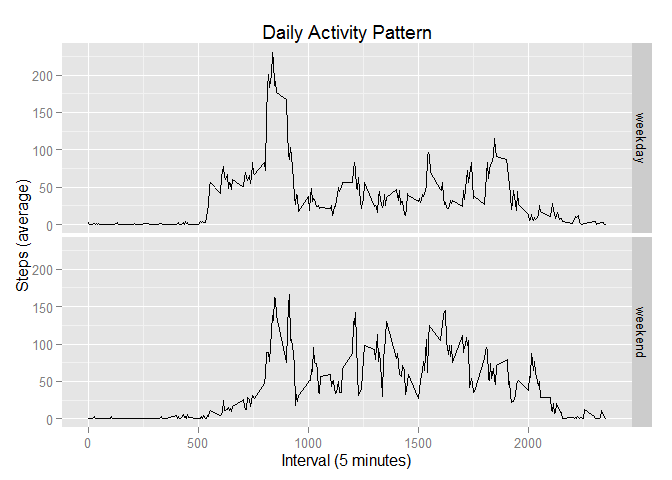 Daily Activity Pattern
Steps (average)
200
150
100
50
0
weekday
200
150
100
50
0
weekend
0 500 1000 1500 2000
Interval (5 minutes)